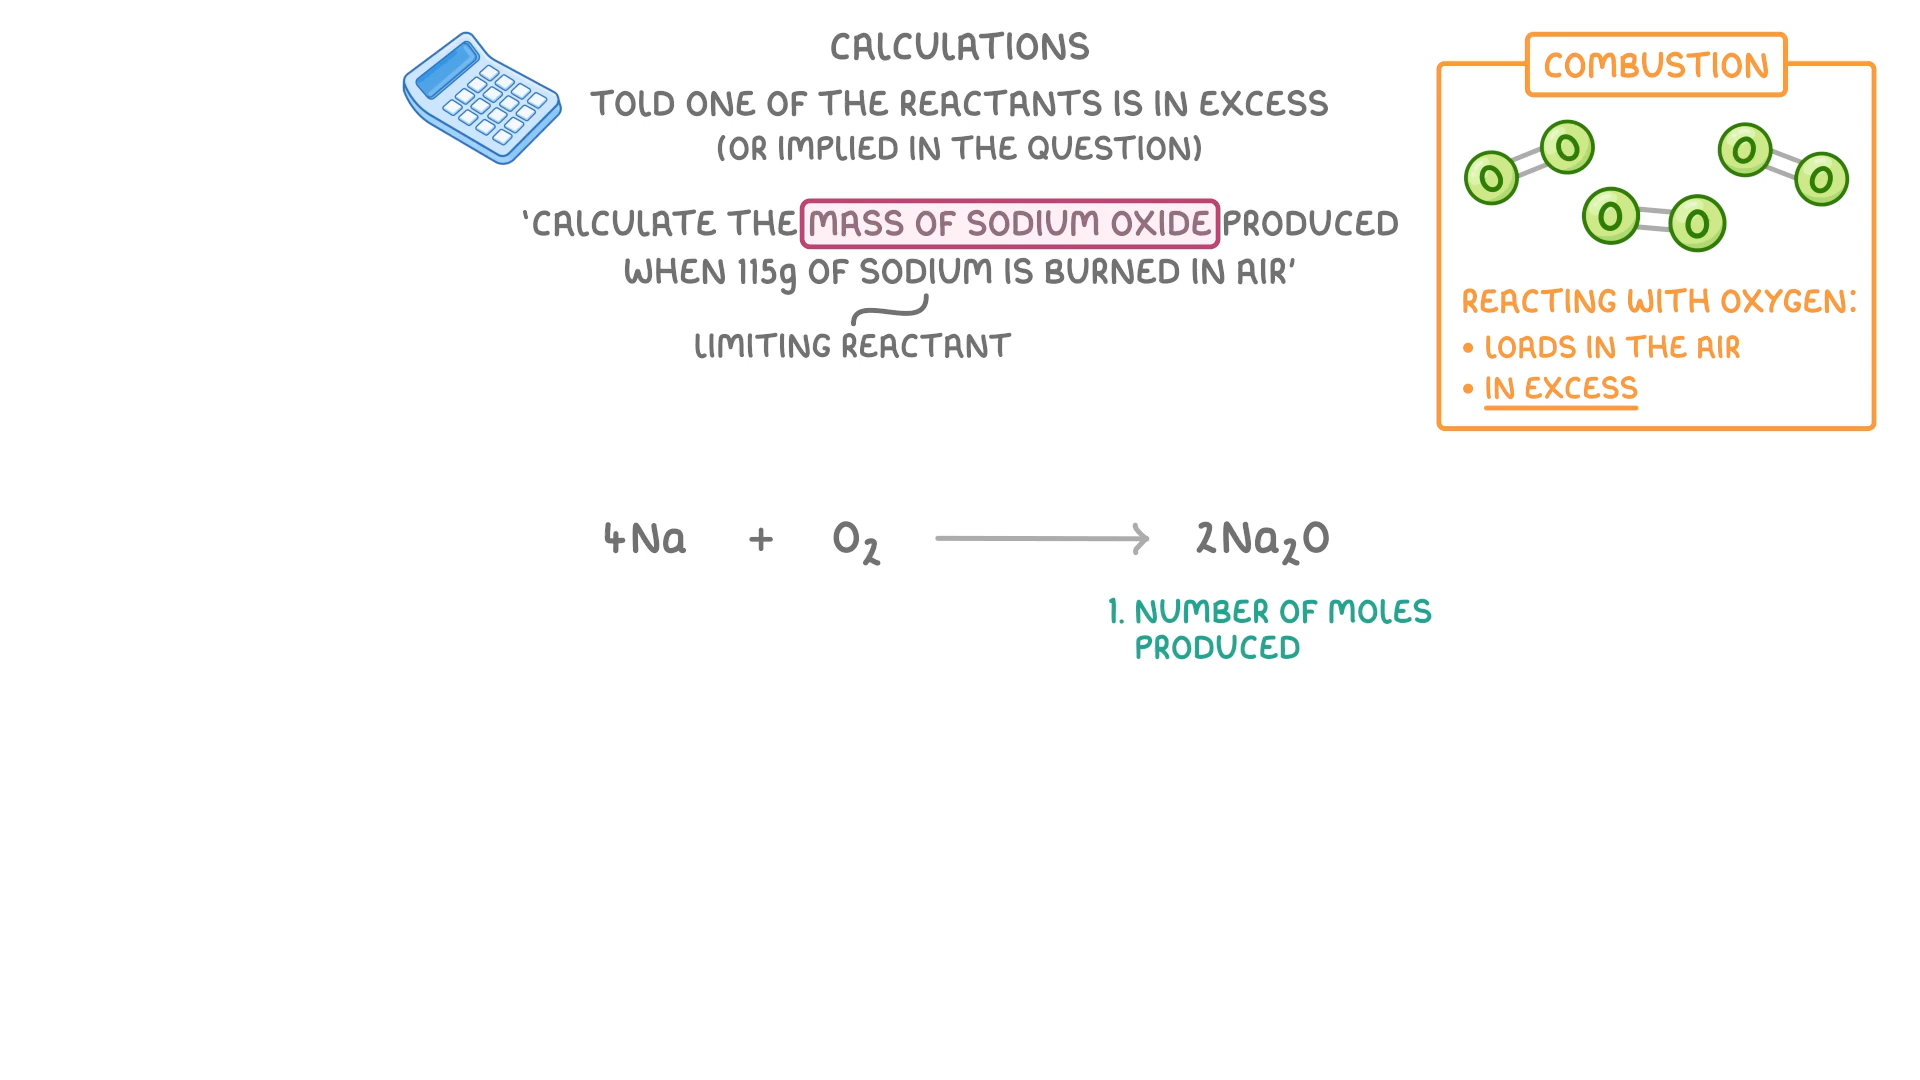 CALCULATIONS
TOLD ONE OF THE REACTANTS IS IN EXCESS
(OR IMPLIED IN THE QUESTION)
'CALCULATE THE MASS OF SODIUM OXIDE PRODUCED
WHEN 115g OF SODIUM IS BURNED IN AIR'
LIMITING REACTANT
COMBUSTION
O O O O
O O
REACTING WITH OXYGEN:
• LOADS IN THE AIR
• IN EXCESS
4Na + O₂ → 2Na₂O
1. NUMBER OF MOLES
PRODUCED